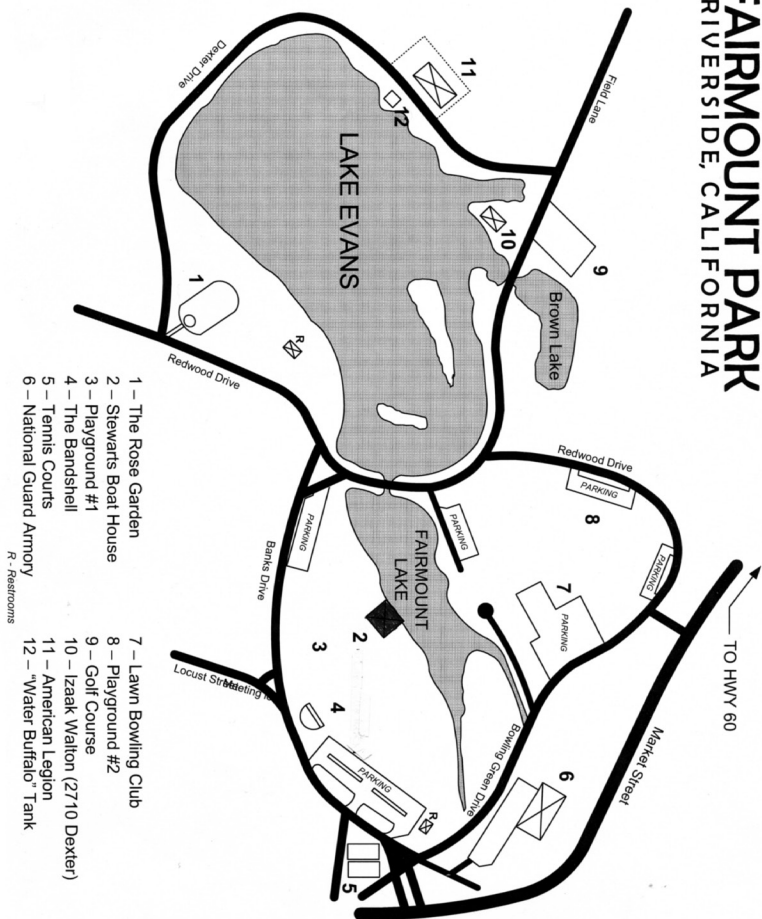 FAIRMOUNT PARK
RIVERSIDE, CALIFORNIA
TO HWY 60
Market Street
Field Lane
Dexter Drive
11
12
10
9
Brown Lake
LAKE EVANS
1
R
Redwood Drive
Redwood Drive
PARKING
8
PARKING
7
PARKING
PARKING
FAIRMOUNT
LAKE
2
PARKING
Banks Drive
3
4
PARKING
Locust Street
Bowling Green Drive
6
R
5
1 – The Rose Garden
2 – Stewarts Boat House
3 – Playground #1
4 – The Bandshell
5 – Tennis Courts
6 – National Guard Armory
7 – Lawn Bowling Club
8 – Playground #2
9 – Golf Course
10 – Izaak Walton (2710 Dexter)
11 – American Legion
12 – "Water Buffalo" Tank
R - Restrooms